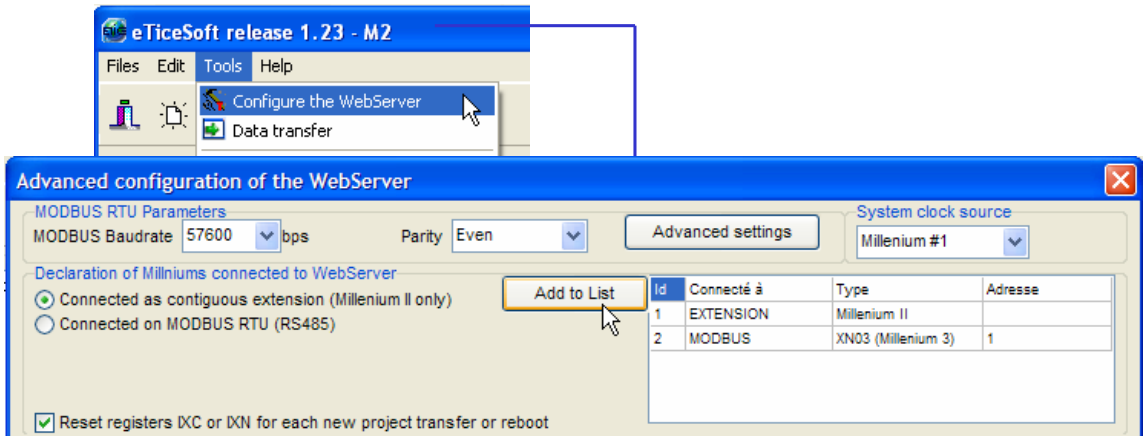 eTiceSoft release 1.23 - M2
Files Edit Tools Help
Configure the WebServer
Data transfer
Advanced configuration of the WebServer
MODBUS RTU Parameters
System clock source
MODBUS Baudrate 57600 bps Parity Even Advanced settings Millenium #1
Declaration of Millniums connected to WebServer
Connected as contiguous extension (Millenium II only) Add to List
Connected on MODBUS RTU (RS485)
Id Connecté à Type Adresse
1 EXTENSION Millenium II
2 MODBUS XN03 (Millenium 3) 1
Reset registers IXC or IXN for each new project transfer or reboot